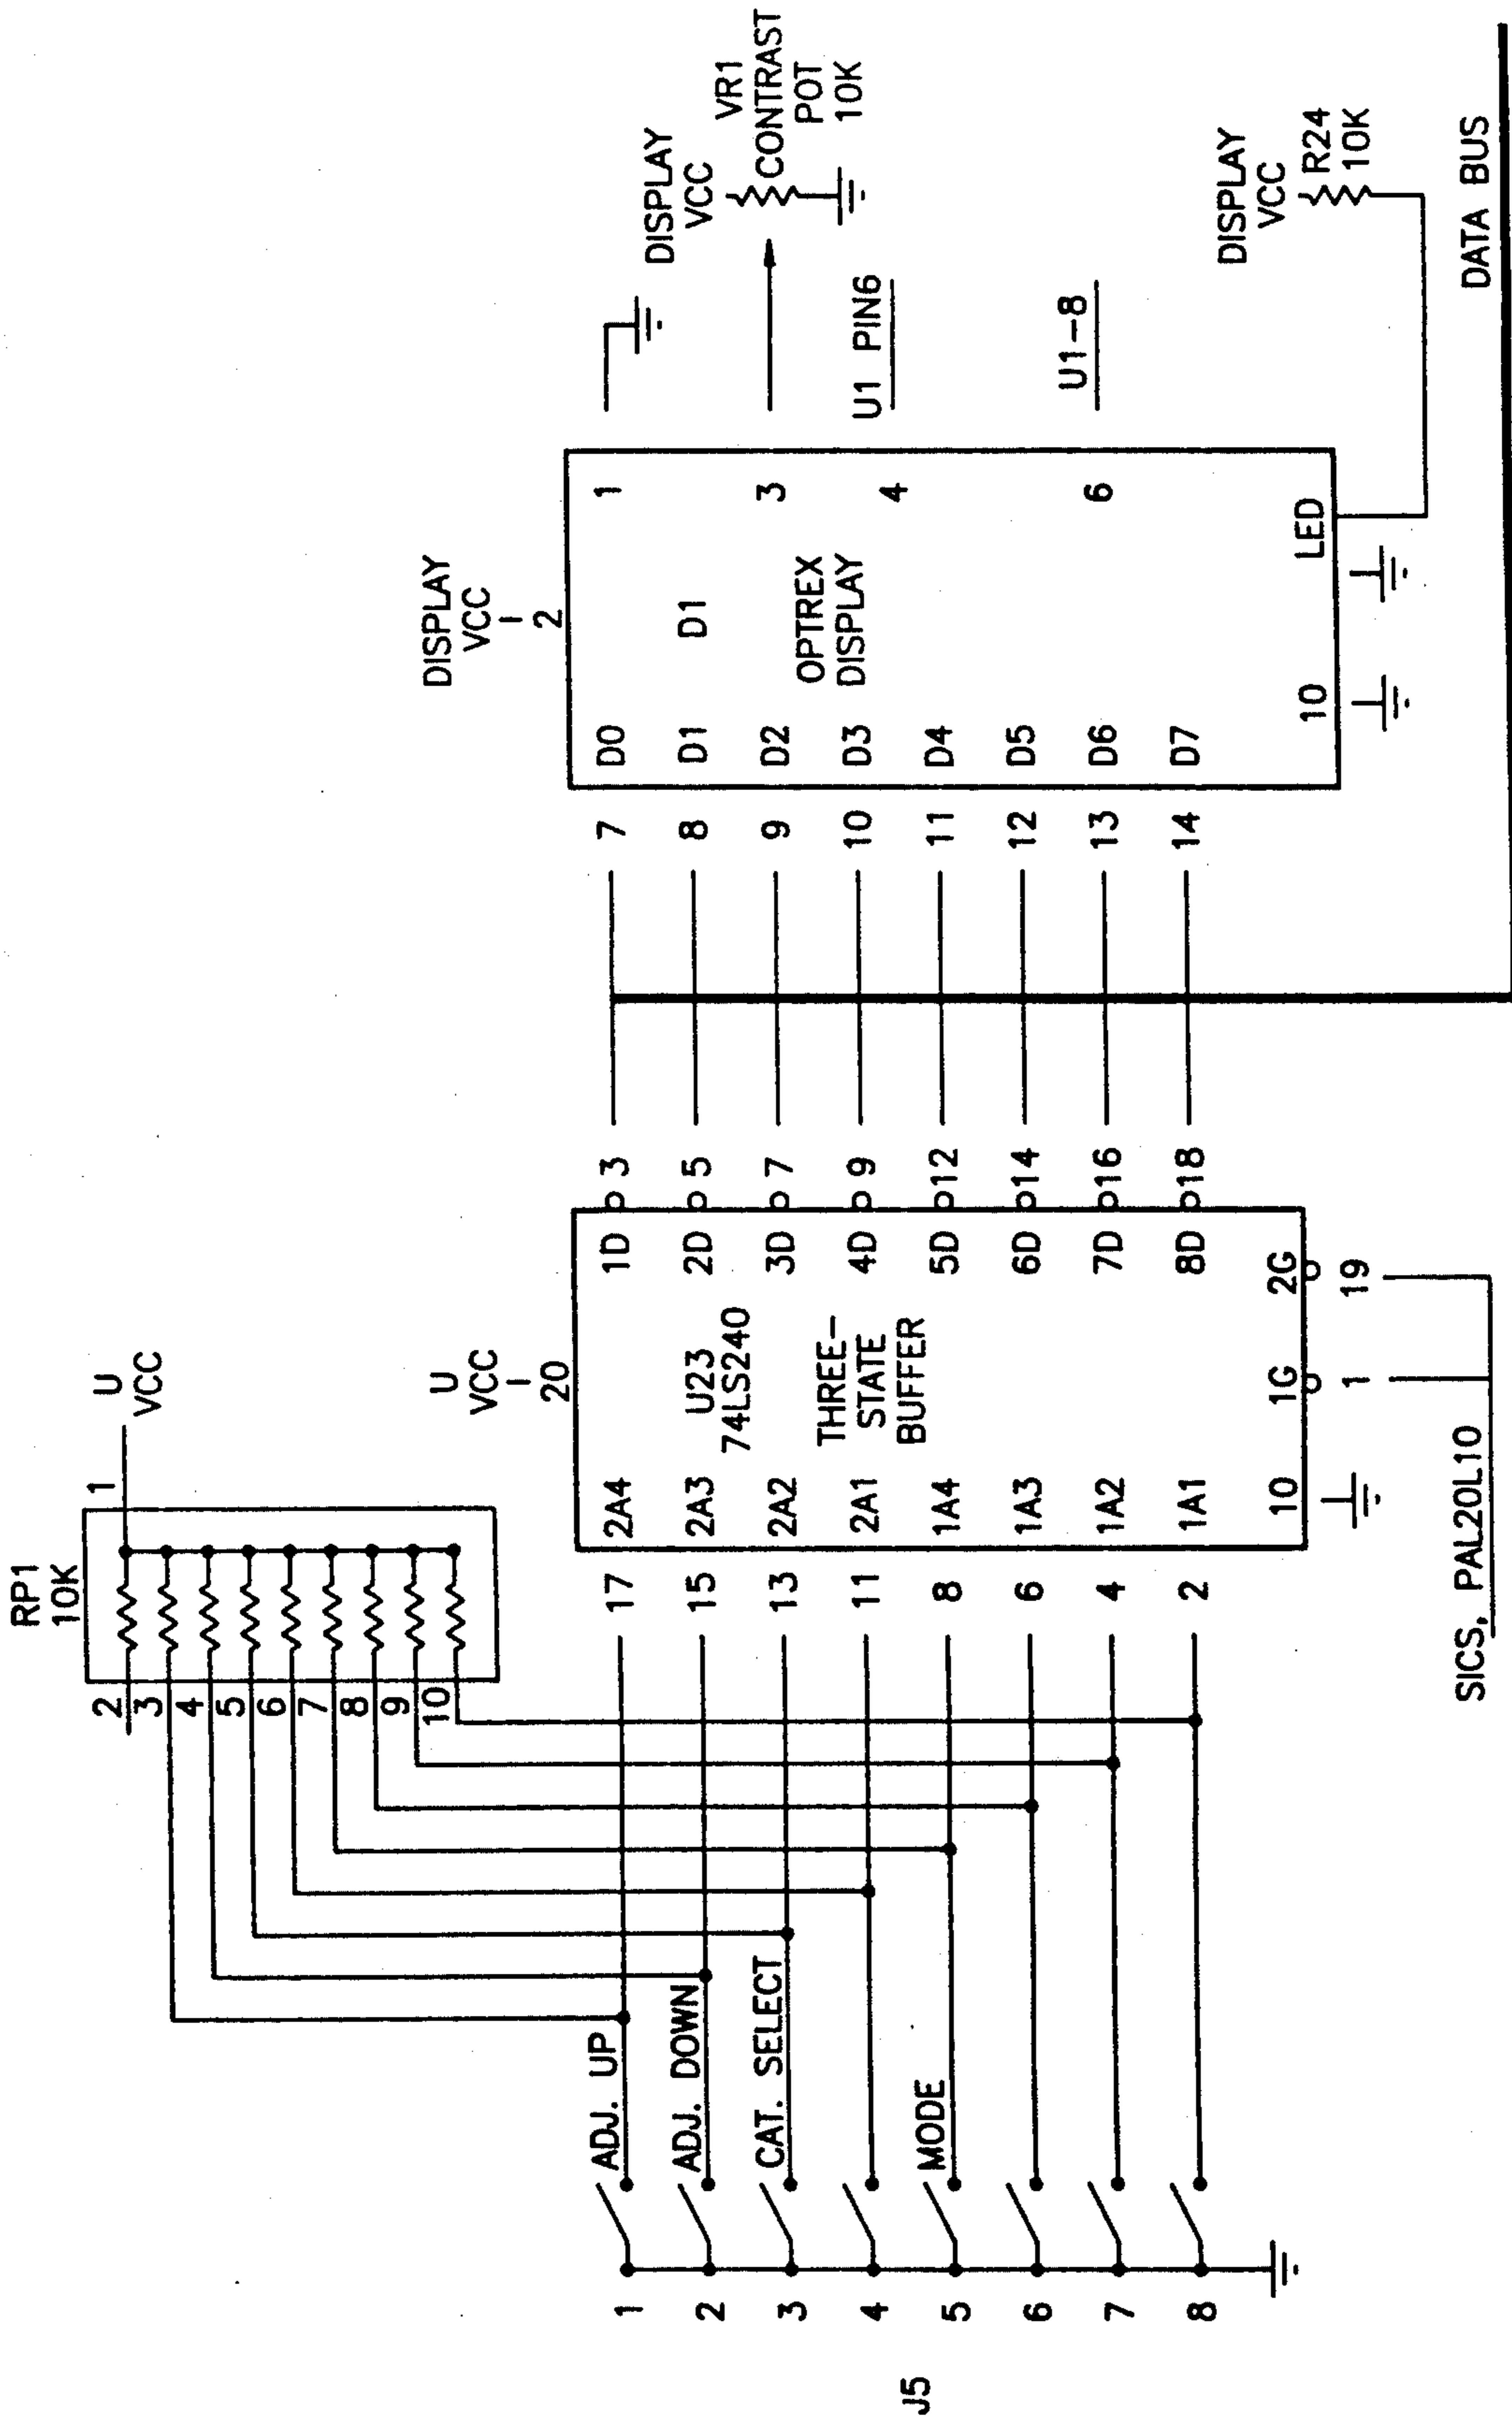 RP1
10K
1
U
VCC
2
3
4
5
6
7
8
9
10
J5
1
2
3
4
5
6
7
8
ADJ. UP
ADJ. DOWN
CAT. SELECT
MODE
17
15
13
11
8
6
4
2
U
VCC
20
2A4
2A3
2A2
2A1
1A4
1A3
1A2
1A1
U23
74LS240
THREE-
STATE
BUFFER
1D
2D
3D
4D
5D
6D
7D
8D
3
5
7
9
12
14
16
18
10
1G
2G
1
19
SICS, PAL20L10
7
8
9
10
11
12
13
14
DISPLAY
VCC
2
D0
D1
D2
D3
D4
D5
D6
D7
D1
OPTREX
DISPLAY
1
3
4
6
10
LED
DISPLAY
VCC
VR1
CONTRAST
POT
10K
U1 PIN6
U1-8
DISPLAY
VCC
R24
10K
DATA BUS